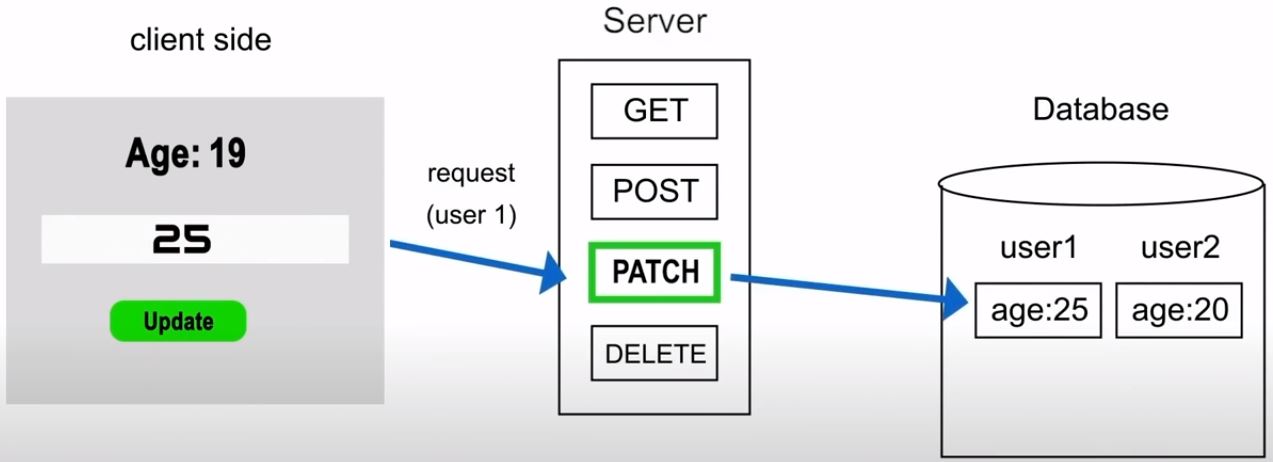 client side
Age: 19
25
Update
request
(user 1)
Server
GET
POST
PATCH
DELETE
Database
user1 user2
age:25 age:20